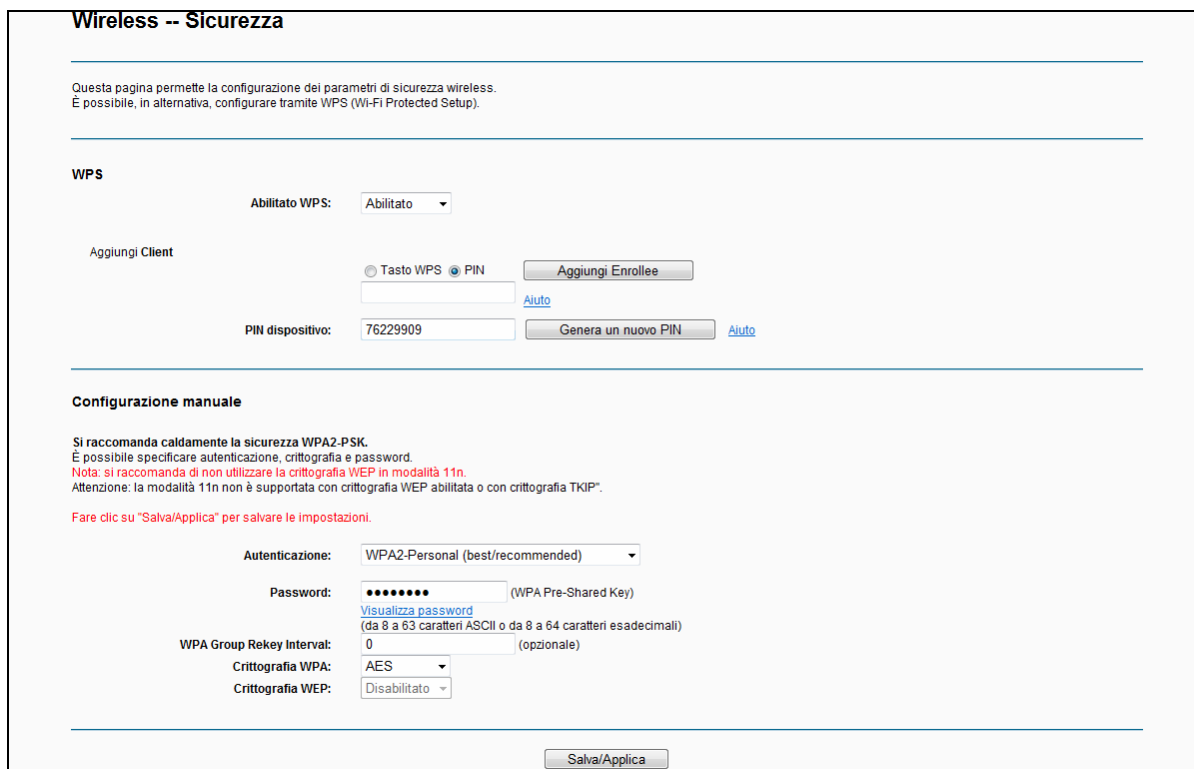 Wireless -- Sicurezza
Questa pagina permette la configurazione dei parametri di sicurezza wireless.
È possibile, in alternativa, configurare tramite WPS (Wi-Fi Protected Setup).
WPS
Abilitato WPS: Abilitato
Aggiungi Client
Tasto WPS PIN Aggiungi Enrollee
Aiuto
PIN dispositivo: 76229909 Genera un nuovo PIN Aiuto
Configurazione manuale
Si raccomanda caldamente la sicurezza WPA2-PSK.
È possibile specificare autenticazione, crittografia e password.
Nota: si raccomanda di non utilizzare la crittografia WEP in modalità 11n.
Attenzione: la modalità 11n non è supportata con crittografia WEP abilitata o con crittografia TKIP".
Fare clic su "Salva/Applica" per salvare le impostazioni.
Autenticazione: WPA2-Personal (best/recommended)
Password: ●●●●●●●● (WPA Pre-Shared Key)
Visualizza password
(da 8 a 63 caratteri ASCII o da 8 a 64 caratteri esadecimali)
WPA Group Rekey Interval: 0 (opzionale)
Crittografia WPA: AES
Crittografia WEP: Disabilitato
Salva/Applica